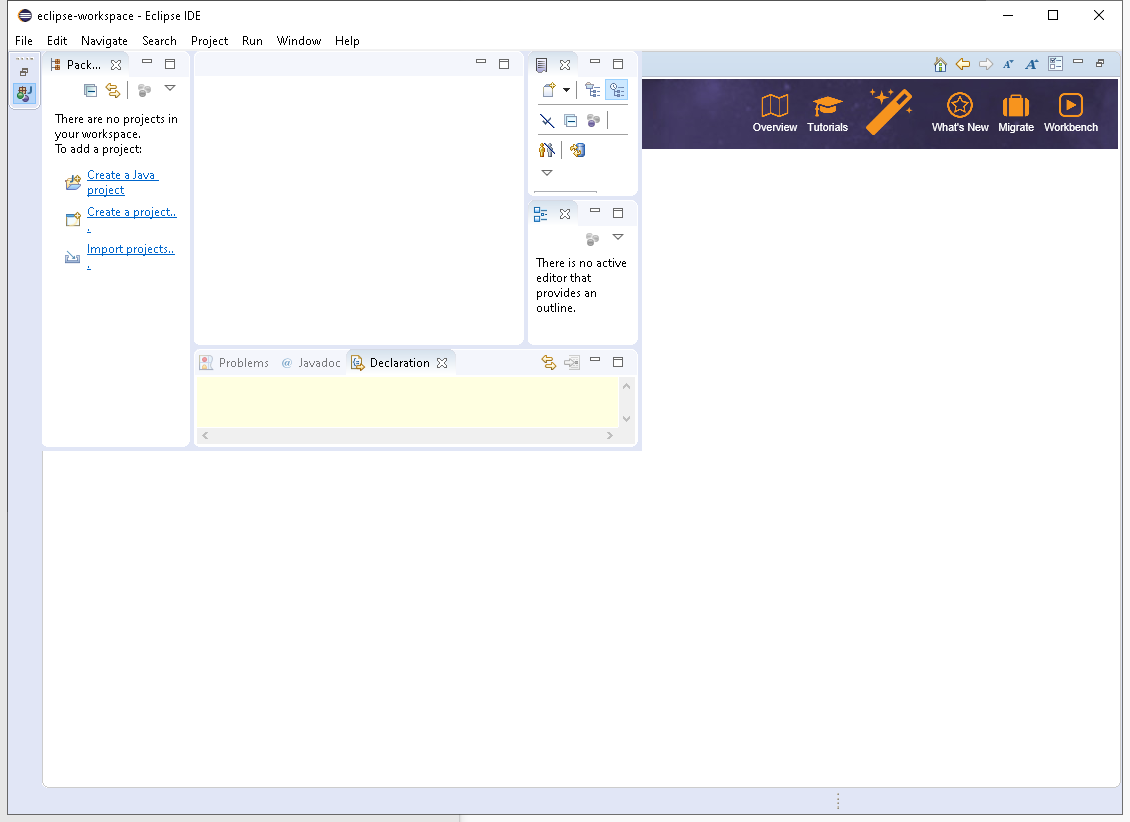 eclipse-workspace - Eclipse IDE
File Edit Navigate Search Project Run Window Help
Pack...
There are no projects in
your workspace.
To add a project:
Create a Java
project
Create a project..
.
Import projects..
.
Overview Tutorials What's New Migrate Workbench
There is no active
editor that
provides an
outline.
Problems @ Javadoc Declaration